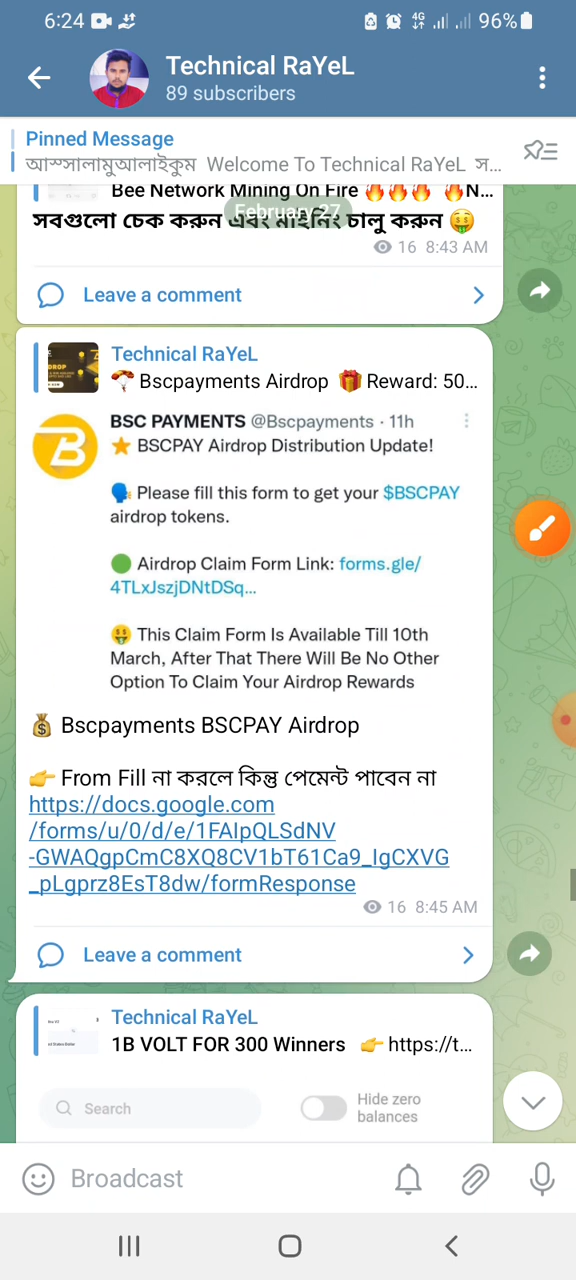 6:24
4G
96%
Technical RaYeL
89 subscribers
Pinned Message
আস্সালামুআলাইকুম Welcome To Technical RaYeL স...
Bee Network Mining On Fire 🔥🔥🔥 🔥N...
February 27
সবগুলো চেক করুন এবং মাইনিং চালু করুন 🤑
16 8:43 AM
Leave a comment
Technical RaYeL
🪂 Bscpayments Airdrop 🎁 Reward: 50...
BSC PAYMENTS @Bscpayments · 11h
⭐ BSCPAY Airdrop Distribution Update!
🗣️ Please fill this form to get your $BSCPAY
airdrop tokens.
🟢 Airdrop Claim Form Link: forms.gle/
4TLxJszjDNtDSq...
🤑 This Claim Form Is Available Till 10th
March, After That There Will Be No Other
Option To Claim Your Airdrop Rewards
💰 Bscpayments BSCPAY Airdrop
👉 From Fill না করলে কিন্তু পেমেন্ট পাবেন না
https://docs.google.com
/forms/u/0/d/e/1FAIpQLSdNV
-GWAQgpCmC8XQ8CV1bT61Ca9_IgCXVG
_pLgprz8EsT8dw/formResponse
16 8:45 AM
Leave a comment
Technical RaYeL
1B VOLT FOR 300 Winners 👉 https://t...
Search
Hide zero
balances
Broadcast